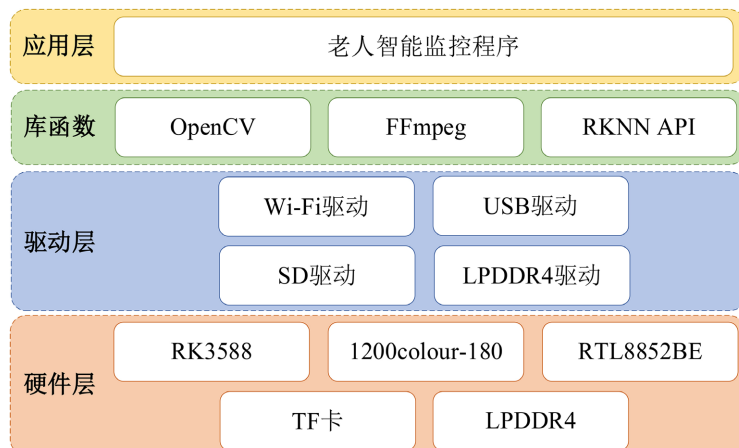 应用层
老人智能监控程序
库函数
OpenCV
FFmpeg
RKNN API
驱动层
Wi-Fi驱动
USB驱动
SD驱动
LPDDR4驱动
硬件层
RK3588
1200colour-180
RTL8852BE
TF卡
LPDDR4